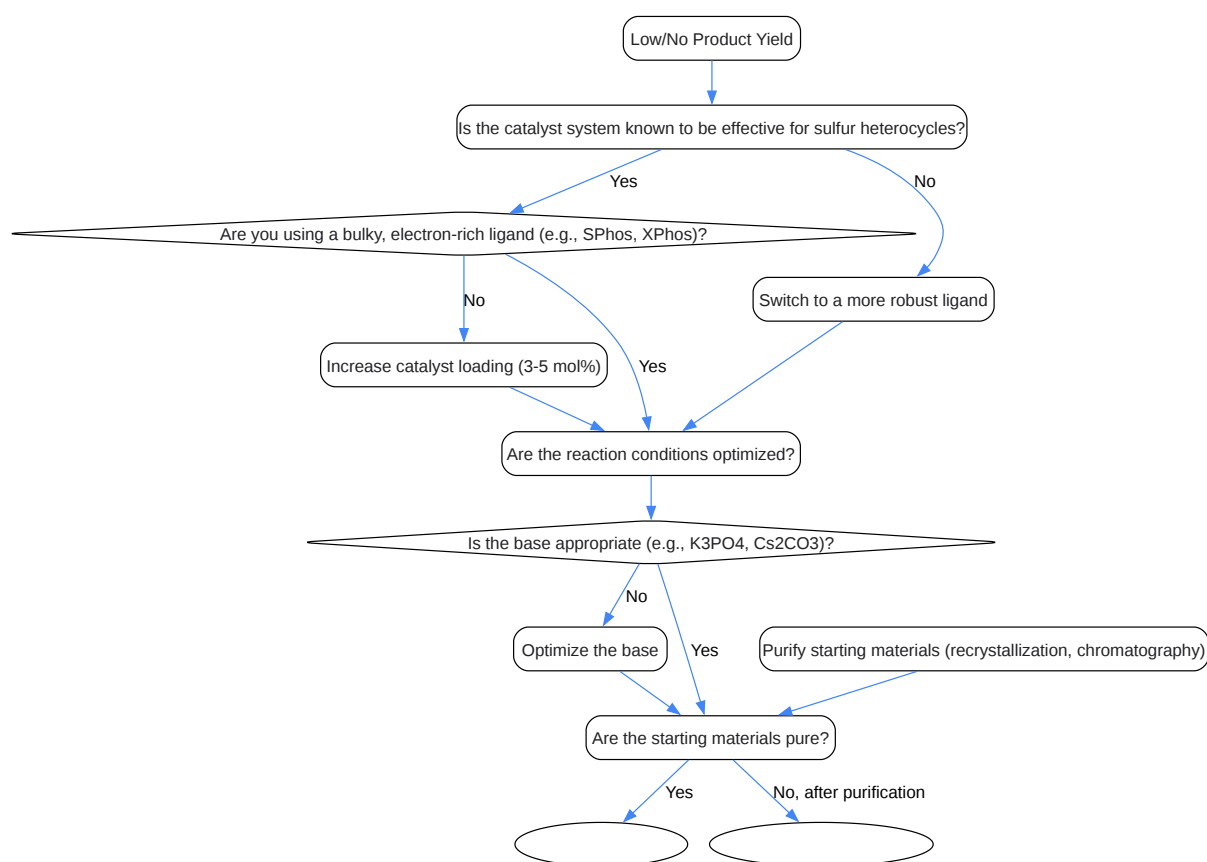 Low/No Product Yield
Is the catalyst system known to be effective for sulfur heterocycles?
Yes
No
Are you using a bulky, electron-rich ligand (e.g., SPhos, XPhos)?
Switch to a more robust ligand
No
Increase catalyst loading (3-5 mol%)
Yes
Are the reaction conditions optimized?
Is the base appropriate (e.g., K3PO4, Cs2CO3)?
No
Optimize the base
Yes
Purify starting materials (recrystallization, chromatography)
Are the starting materials pure?
Yes
No, after purification